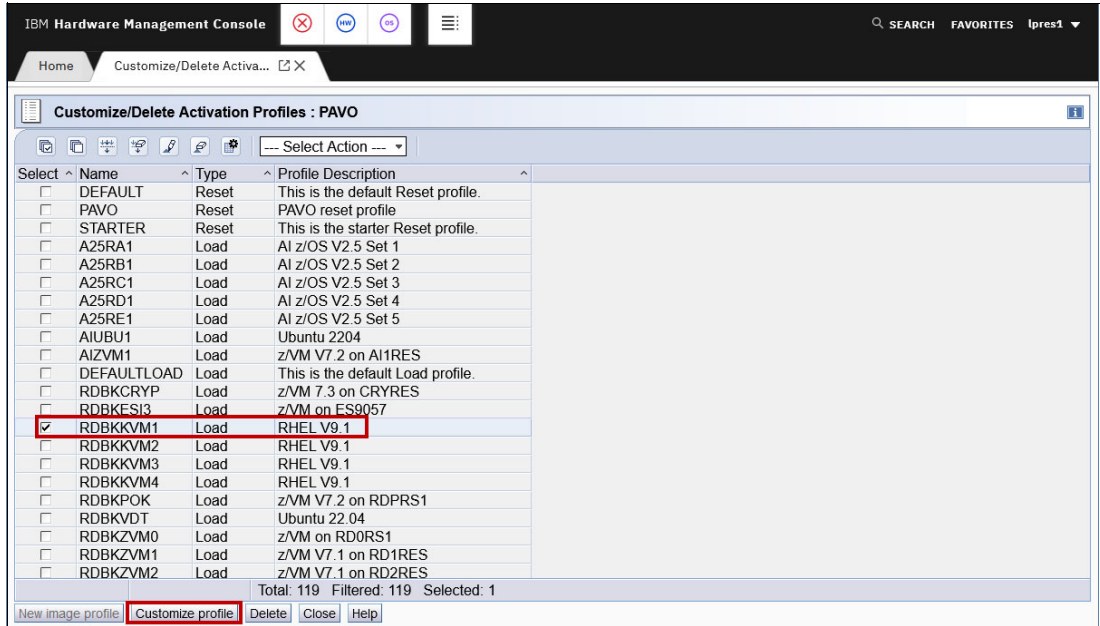 IBM Hardware Management Console HW OS SEARCH FAVORITES lpres1
Home Customize/Delete Activa...
Customize/Delete Activation Profiles : PAVO i
--- Select Action ---
Select Name Type Profile Description
DEFAULT Reset This is the default Reset profile.
PAVO Reset PAVO reset profile
STARTER Reset This is the starter Reset profile.
A25RA1 Load AI z/OS V2.5 Set 1
A25RB1 Load AI z/OS V2.5 Set 2
A25RC1 Load AI z/OS V2.5 Set 3
A25RD1 Load AI z/OS V2.5 Set 4
A25RE1 Load AI z/OS V2.5 Set 5
AIUBU1 Load Ubuntu 2204
AIZVM1 Load z/VM V7.2 on AI1RES
DEFAULTLOAD Load This is the default Load profile.
RDBKCRYP Load z/VM 7.3 on CRYRES
RDBKESI3 Load z/VM on ES9057
RDBKKVM1 Load RHEL V9.1
RDBKKVM2 Load RHEL V9.1
RDBKKVM3 Load RHEL V9.1
RDBKKVM4 Load RHEL V9.1
RDBKPOK Load z/VM V7.2 on RDPRS1
RDBKVDT Load Ubuntu 22.04
RDBKZVM0 Load z/VM on RD0RS1
RDBKZVM1 Load z/VM V7.1 on RD1RES
RDBKZVM2 Load z/VM V7.1 on RD2RES
Total: 119 Filtered: 119 Selected: 1
New image profile Customize profile Delete Close Help